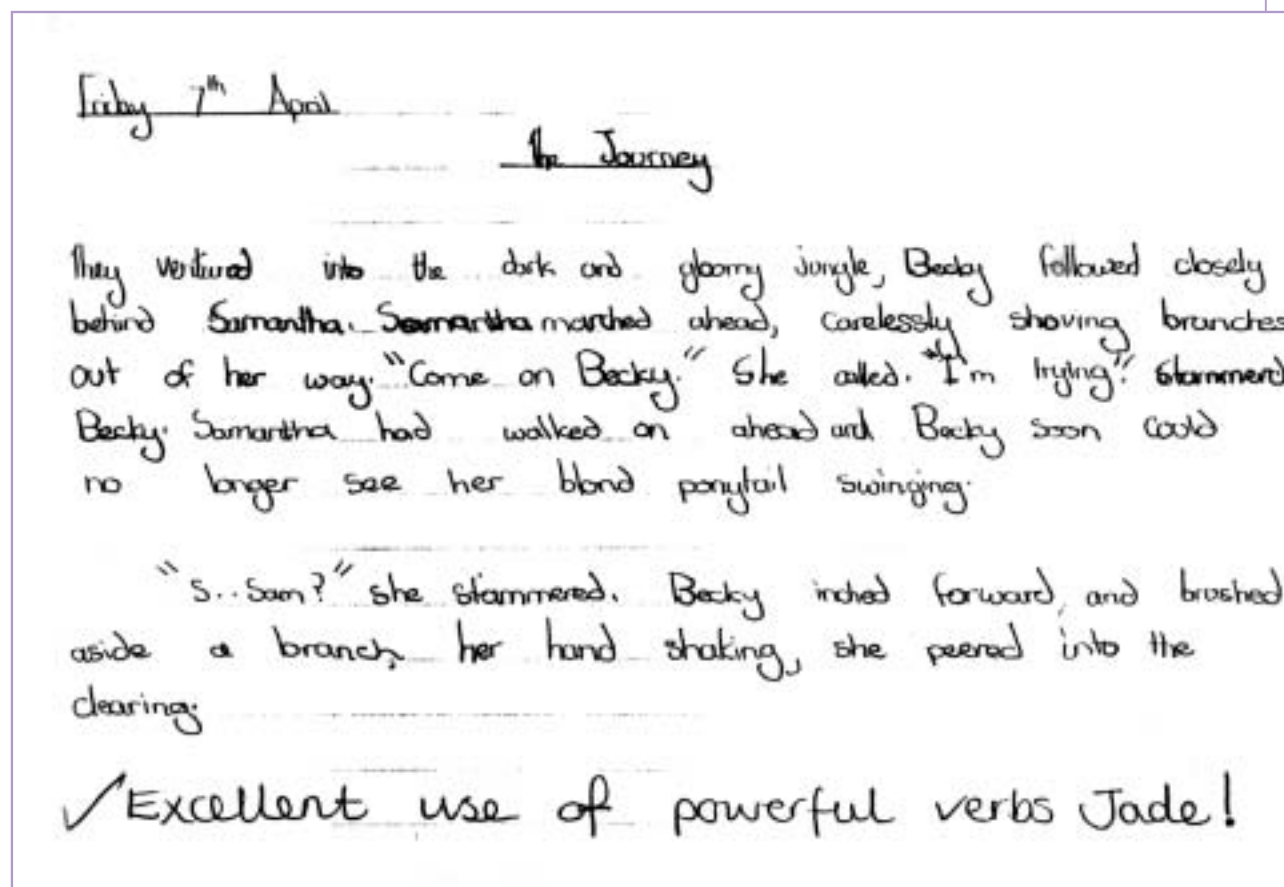 Friday 7th April
The Journey
They ventured into the dark and gloomy jungle, Becky followed closely
behind Samantha. Samantha marched ahead, carelessly shoving branches
out of her way. "Come on Becky." She called. "I'm trying". Stammerd
Becky. Samantha had walked on ahead and Becky soon could
no longer see her blond ponytail swinging.
"S..Sam?" she stammered. Becky inched forward, and brushed
aside a branch, her hand shaking, she peered into the
clearing.
✓Excellent use of powerful verbs Jade!